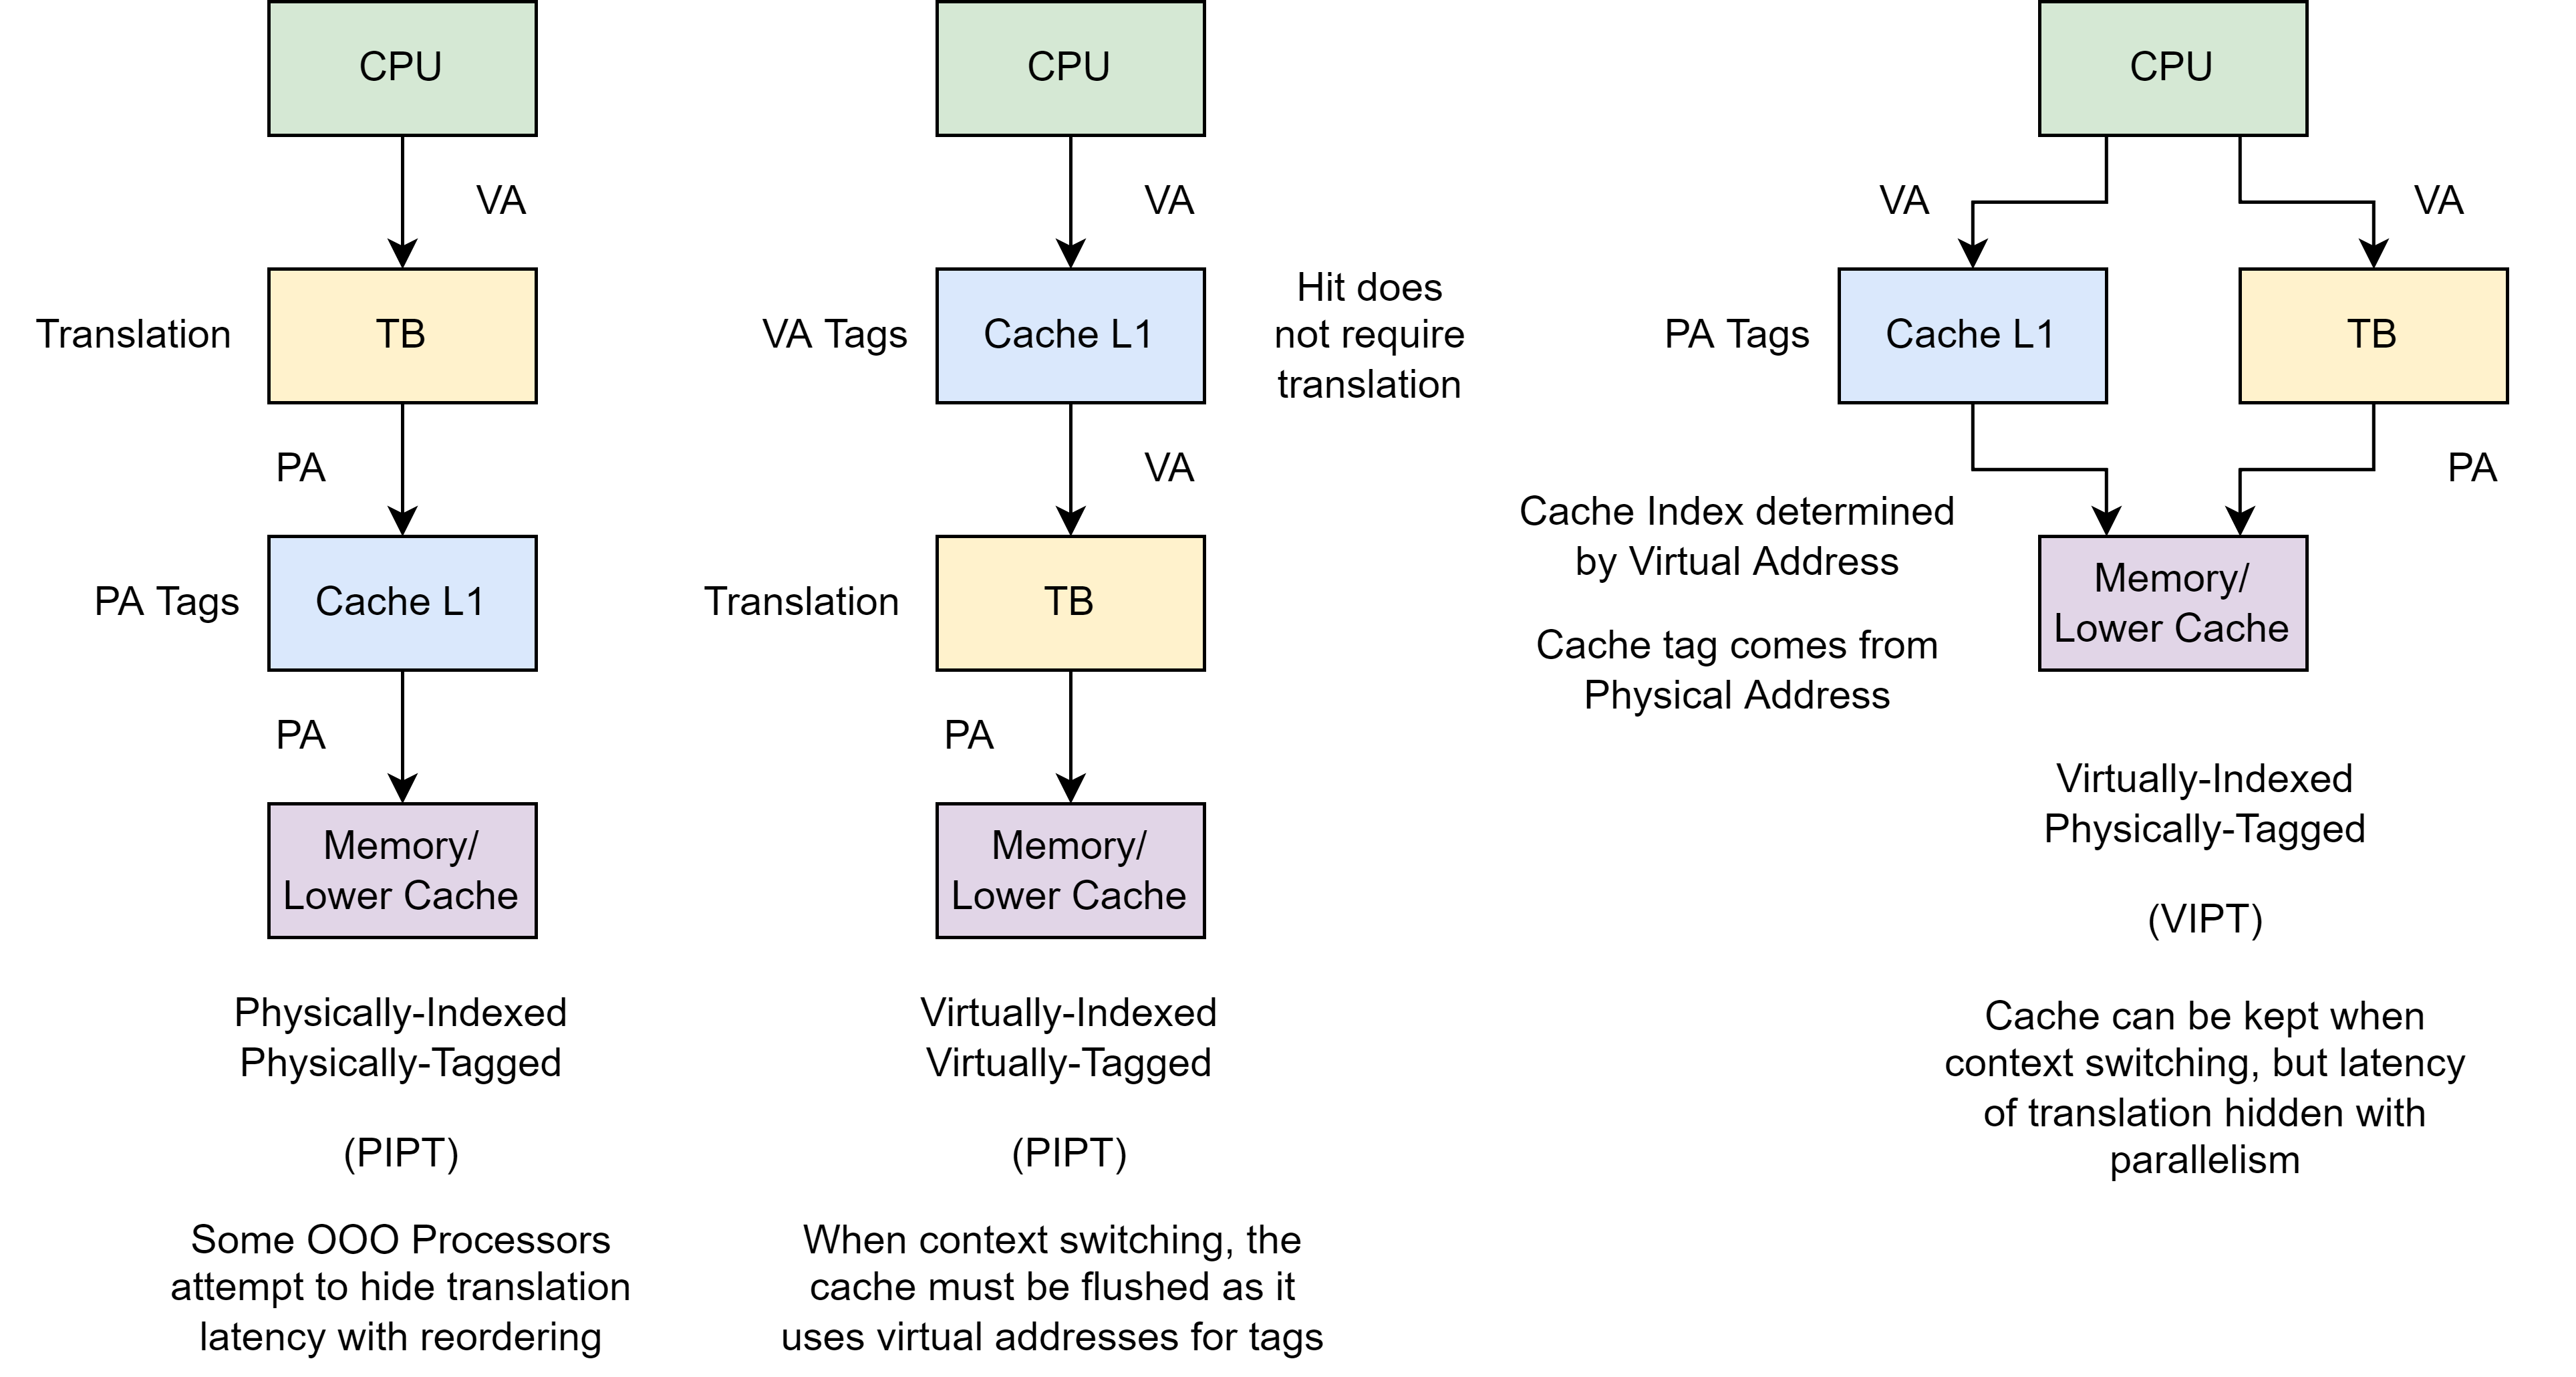 CPU
VA
Translation
TB
PA
PA Tags
Cache L1
PA
Memory/
Lower Cache
Physically-Indexed
Physically-Tagged
(PIPT)
Some OOO Processors
attempt to hide translation
latency with reordering
CPU
VA
VA Tags
Cache L1
Hit does
not require
translation
VA
Translation
TB
PA
Memory/
Lower Cache
Virtually-Indexed
Virtually-Tagged
(PIPT)
When context switching, the
cache must be flushed as it
uses virtual addresses for tags
CPU
VA
VA
PA Tags
Cache L1
TB
PA
Cache Index determined
by Virtual Address
Cache tag comes from
Physical Address
Memory/
Lower Cache
Virtually-Indexed
Physically-Tagged
(VIPT)
Cache can be kept when
context switching, but latency
of translation hidden with
parallelism